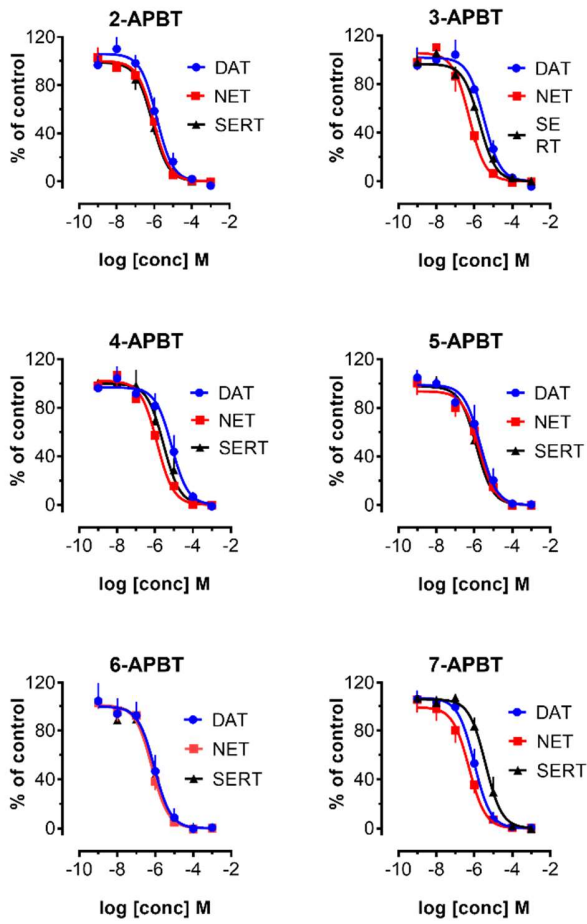 2-APBT
120
80
40
0
% of control
DAT
NET
SERT
-10 -8 -6 -4 -2
log [conc] M
3-APBT
120
80
40
0
% of control
DAT
NET
SE
RT
-10 -8 -6 -4 -2
log [conc] M
4-APBT
120
80
40
0
% of control
DAT
NET
SERT
-10 -8 -6 -4 -2
log [conc] M
5-APBT
120
80
40
0
% of control
DAT
NET
SERT
-10 -8 -6 -4 -2
log [conc] M
6-APBT
120
80
40
0
% of control
DAT
NET
SERT
-10 -8 -6 -4 -2
log [conc] M
7-APBT
120
80
40
0
% of control
DAT
NET
SERT
-10 -8 -6 -4 -2
log [conc] M